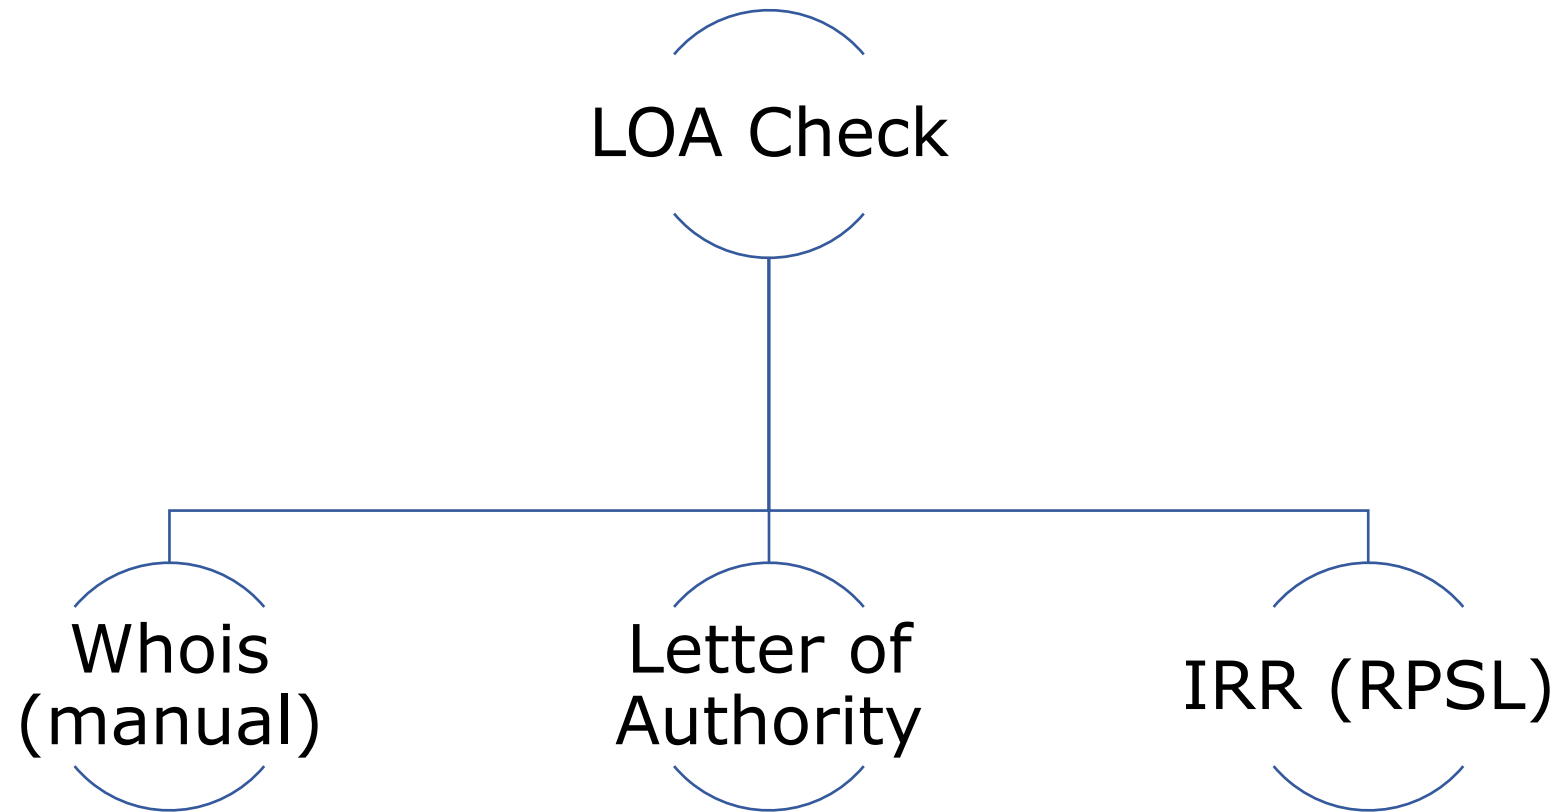 LOA Check
Whois
(manual)
Letter of
Authority
IRR (RPSL)